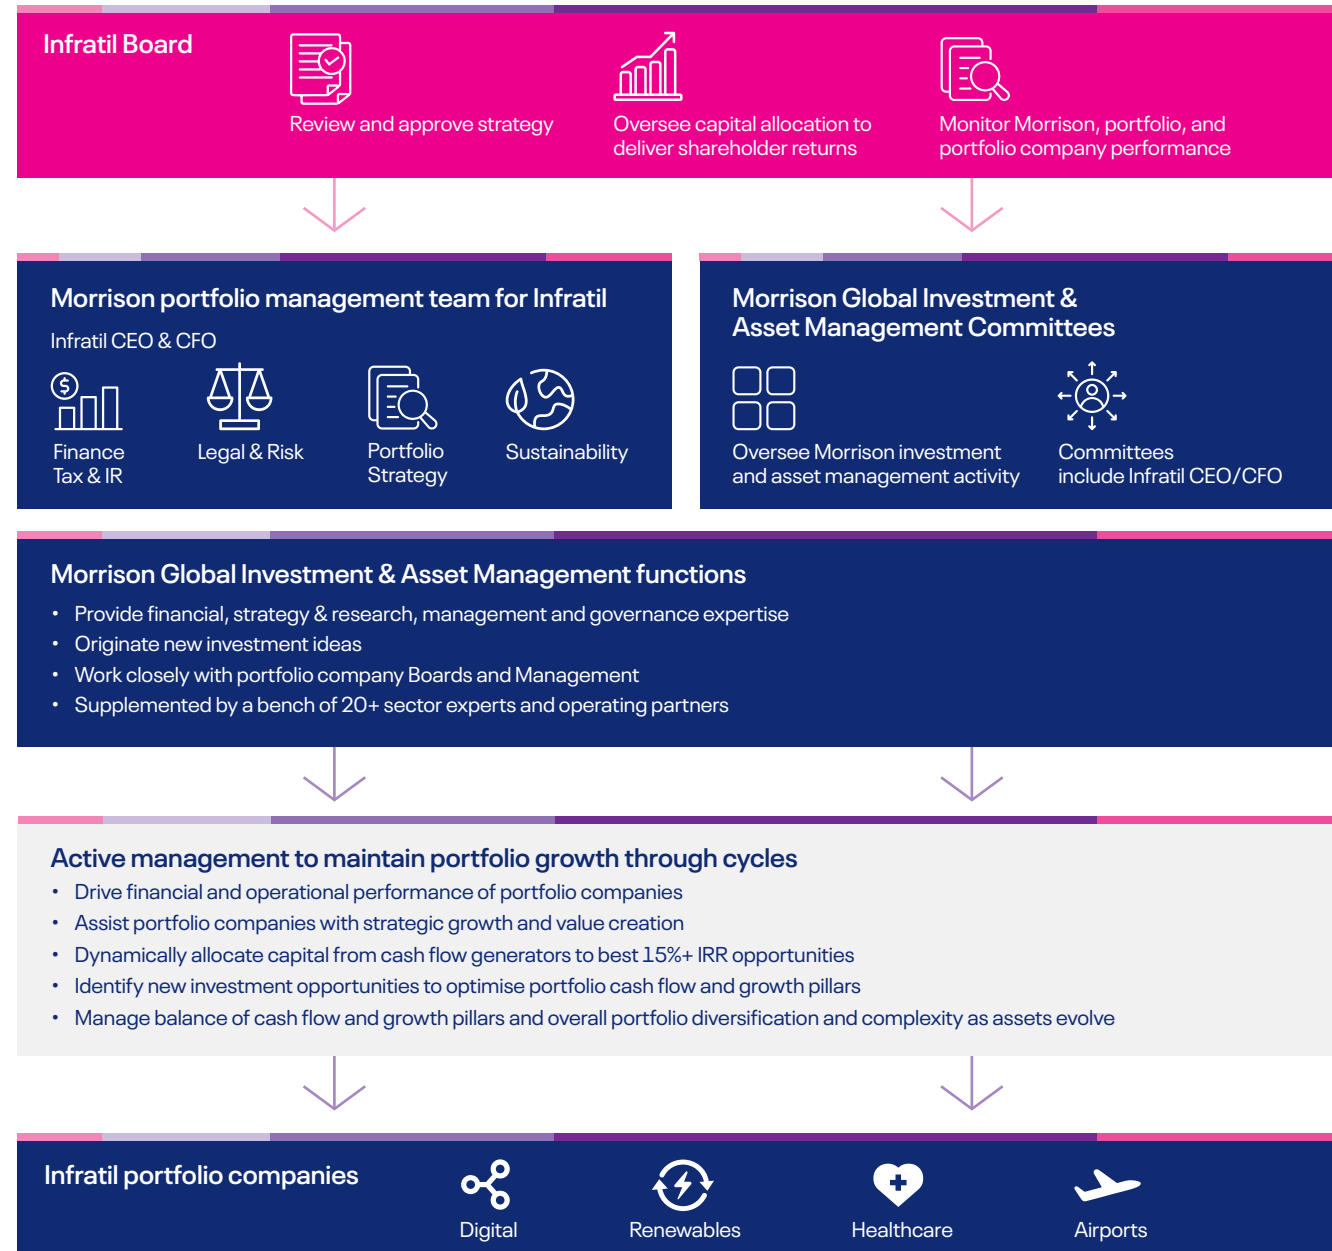 Infratil Board
Review and approve strategy
Oversee capital allocation to
deliver shareholder returns
Monitor Morrison, portfolio, and
portfolio company performance
Morrison portfolio management team for Infratil
Infratil CEO & CFO
Finance
Tax & IR
Legal & Risk
Portfolio
Strategy
Sustainability
Morrison Global Investment &
Asset Management Committees
Oversee Morrison investment
and asset management activity
Committees
include Infratil CEO/CFO
Morrison Global Investment & Asset Management functions
• Provide financial, strategy & research, management and governance expertise
• Originate new investment ideas
• Work closely with portfolio company Boards and Management
• Supplemented by a bench of 20+ sector experts and operating partners
Active management to maintain portfolio growth through cycles
• Drive financial and operational performance of portfolio companies
• Assist portfolio companies with strategic growth and value creation
• Dynamically allocate capital from cash flow generators to best 15%+ IRR opportunities
• Identify new investment opportunities to optimise portfolio cash flow and growth pillars
• Manage balance of cash flow and growth pillars and overall portfolio diversification and complexity as assets evolve
Infratil portfolio companies
Digital
Renewables
Healthcare
Airports